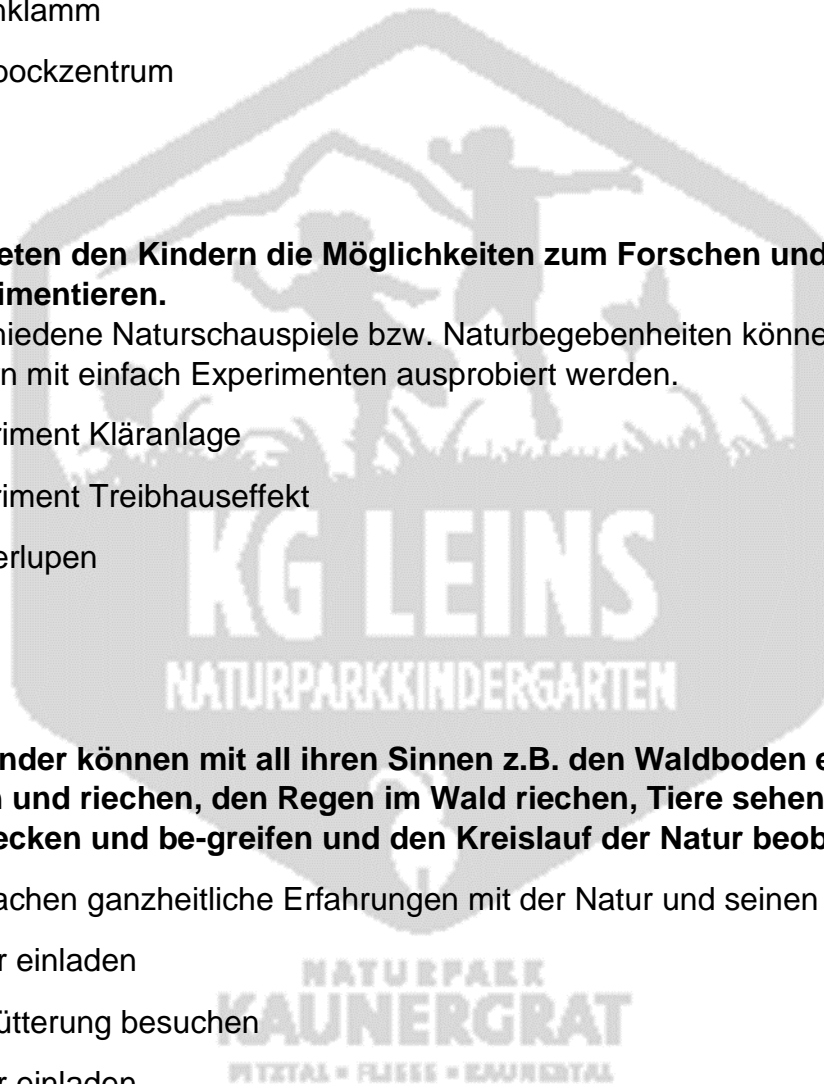 nklamm
bockzentrum
eten den Kindern die Möglichkeiten zum Forschen und
imentieren.
hiedene Naturschauspiele bzw. Naturbegebenheiten könne
n mit einfach Experimenten ausprobiert werden.
riment Kläranlage
riment Treibhauseffekt
erlupen
KG LEINS
NATURPARKKINDERGARTEN
nder können mit all ihren Sinnen z.B. den Waldboden e
n und riechen, den Regen im Wald riechen, Tiere sehen
ecken und be-greifen und den Kreislauf der Natur beob
achen ganzheitliche Erfahrungen mit der Natur und seinen
r einladen
ütterung besuchen
r einladen
NATURPARK
KAUNERGRAT
PITZTAL • FLIESS • KAUNERTAL